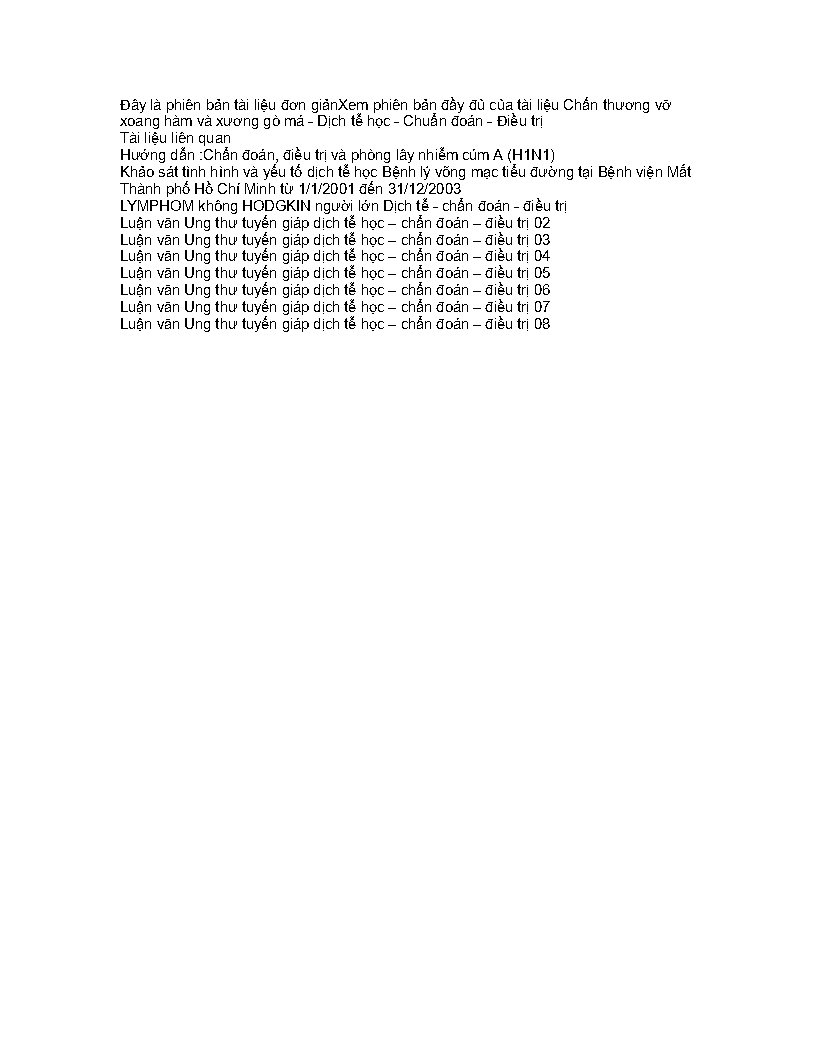 Đây là phiên bản tài liệu đơn giảnXem phiên bản đầy đủ của tài liệu Chấn thương vỡ
xoang hàm và xương gò má - Dịch tễ học - Chuẩn đoán - Điều trị
Tài liệu liên quan
Hướng dẫn :Chẩn đoán, điều trị và phòng lây nhiễm cúm A (H1N1)
Khảo sát tình hình và yếu tố dịch tễ học Bệnh lý võng mạc tiểu đường tại Bệnh viện Mắt
Thành phố Hồ Chí Minh từ 1/1/2001 đến 31/12/2003
LYMPHOM không HODGKIN người lớn Dịch tễ - chẩn đoán - điều trị
Luận văn Ung thư tuyến giáp dịch tễ học – chẩn đoán – điều trị 02
Luận văn Ung thư tuyến giáp dịch tễ học – chẩn đoán – điều trị 03
Luận văn Ung thư tuyến giáp dịch tễ học – chẩn đoán – điều trị 04
Luận văn Ung thư tuyến giáp dịch tễ học – chẩn đoán – điều trị 05
Luận văn Ung thư tuyến giáp dịch tễ học – chẩn đoán – điều trị 06
Luận văn Ung thư tuyến giáp dịch tễ học – chẩn đoán – điều trị 07
Luận văn Ung thư tuyến giáp dịch tễ học – chẩn đoán – điều trị 08